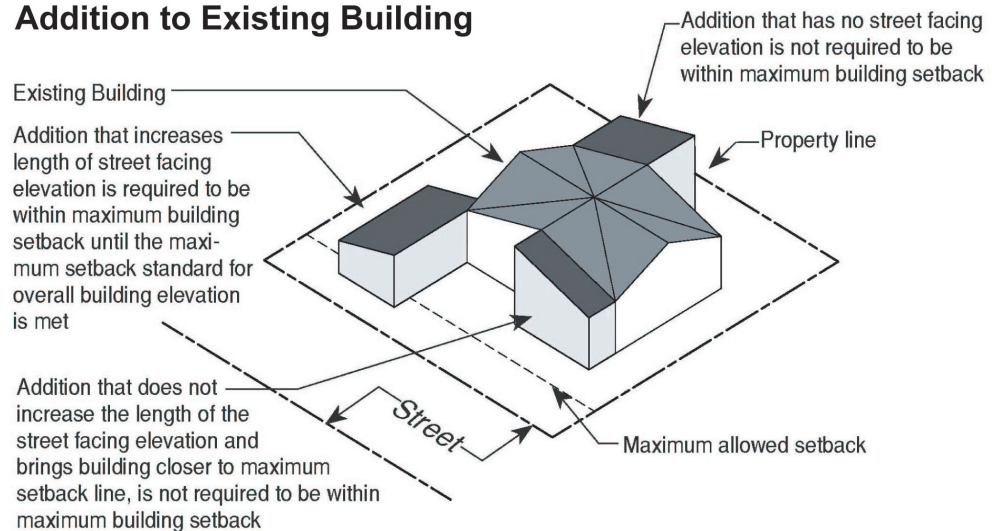 Addition to Existing Building
Addition that has no street facing
elevation is not required to be
within maximum building setback
Existing Building
Addition that increases
length of street facing
elevation is required to be
within maximum building
setback until the maxi-
mum setback standard for
overall building elevation
is met
Property line
Addition that does not
increase the length of the
street facing elevation and
brings building closer to maximum
setback line, is not required to be within
maximum building setback
Street
Maximum allowed setback